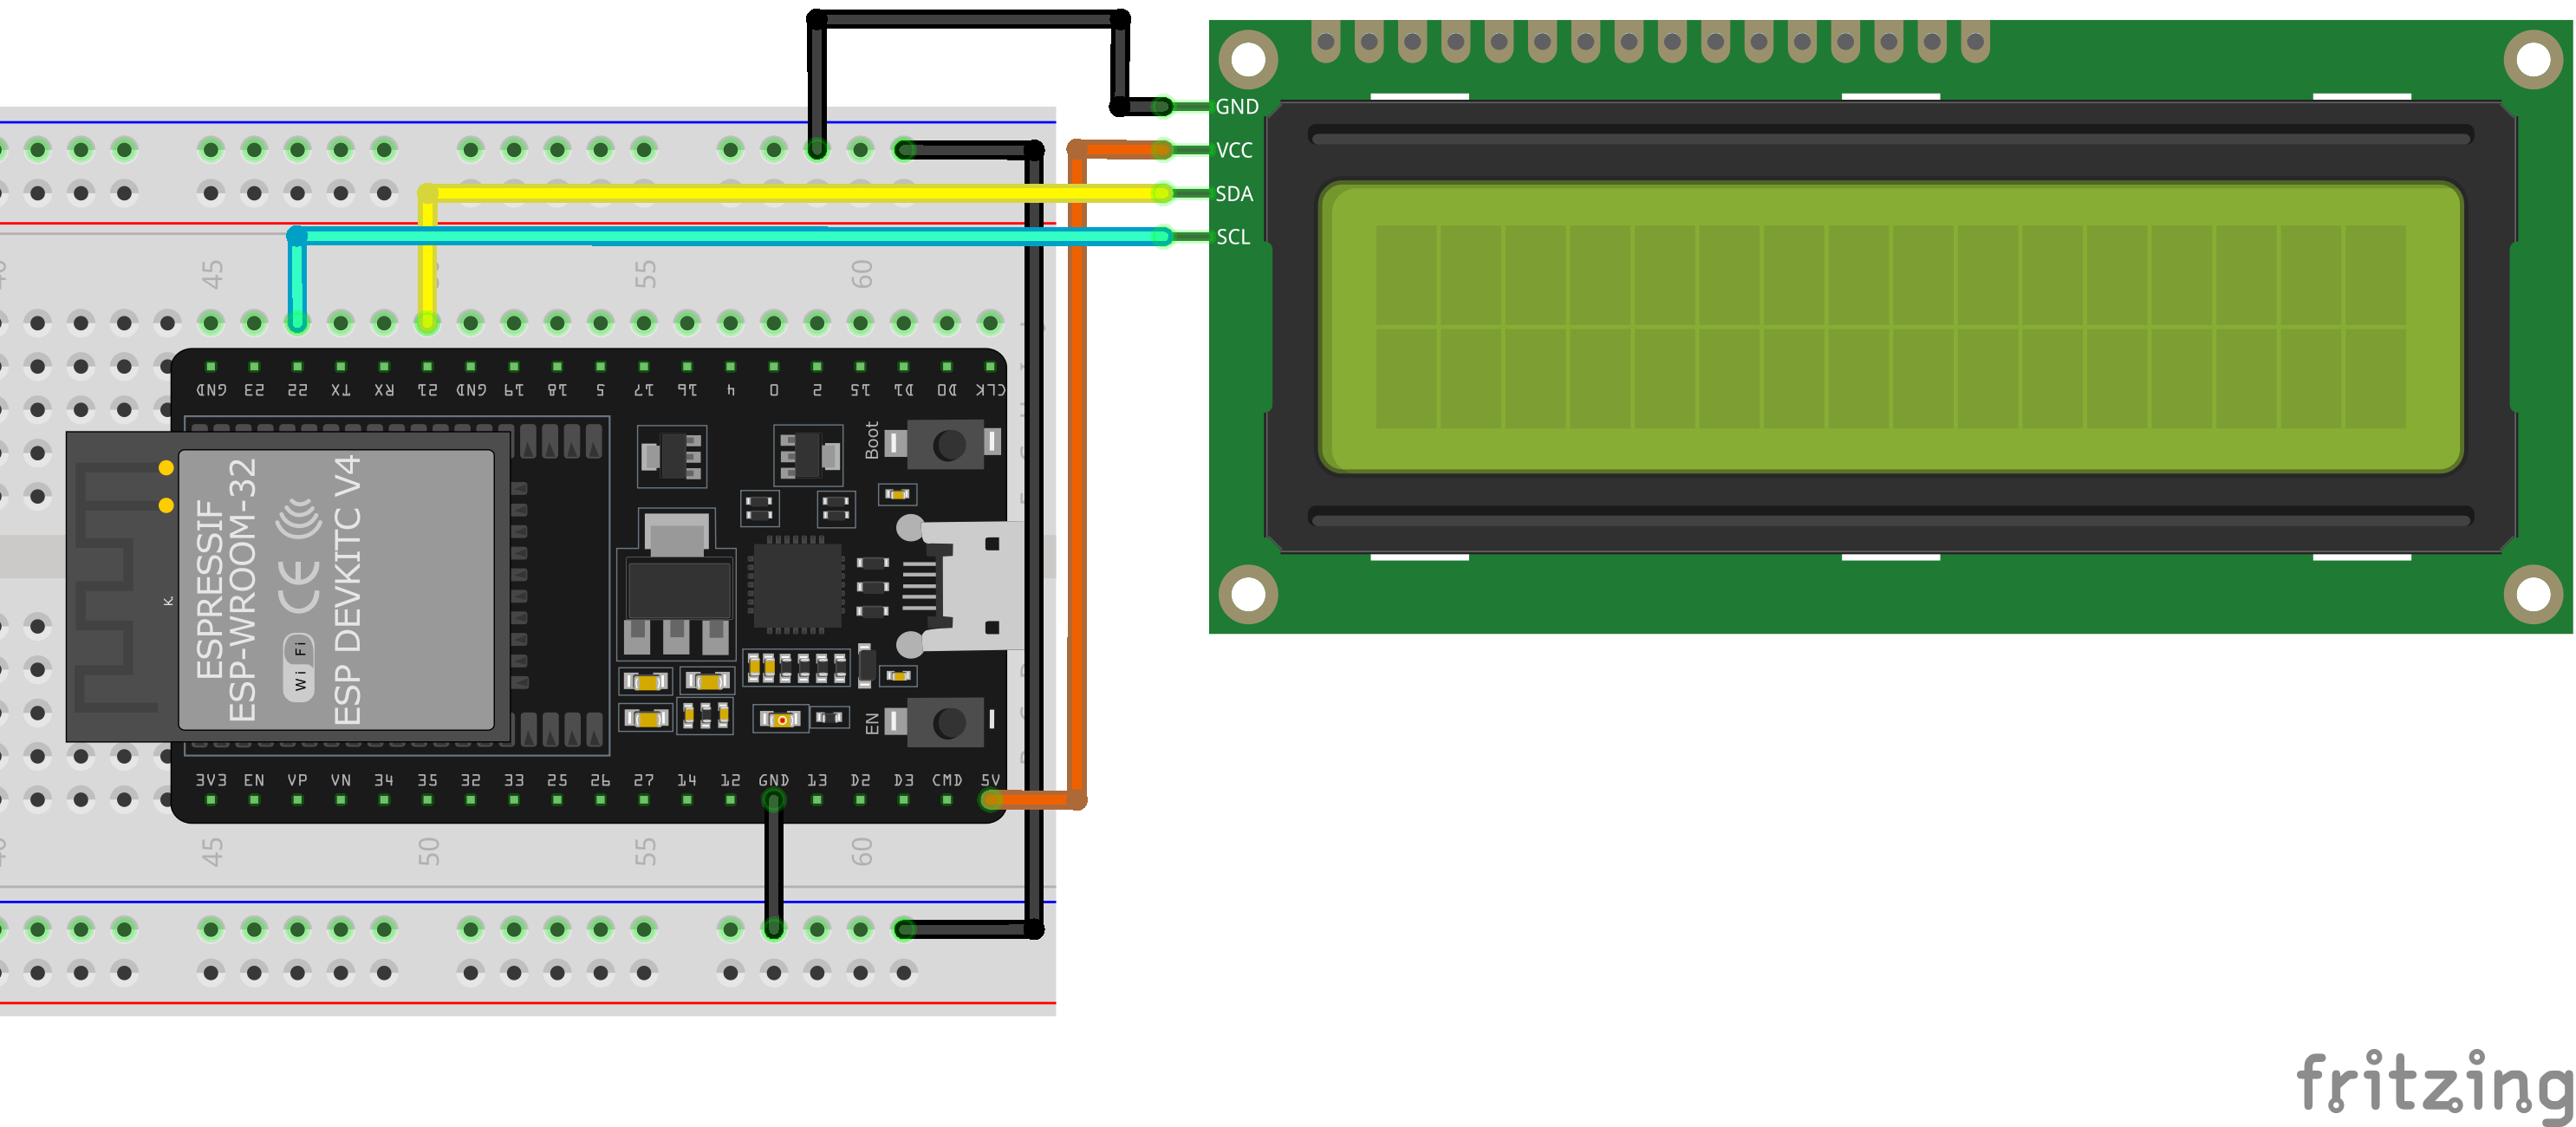 GND
VCC
SDA
SCL
45 55 60
GND 23 22 TX RX 21 GND 19 18 5 17 16 4 0 2 15 D1 D0 CLK
Boot
ESPRESSIF
ESP-WROOM-32
CE
Wi Fi
ESP DEVKITC V4
K.
EN
3V3 EN VP VN 34 35 32 33 25 26 27 14 12 GND 13 D2 D3 CMD 5V
45 50 55 60
fritzing